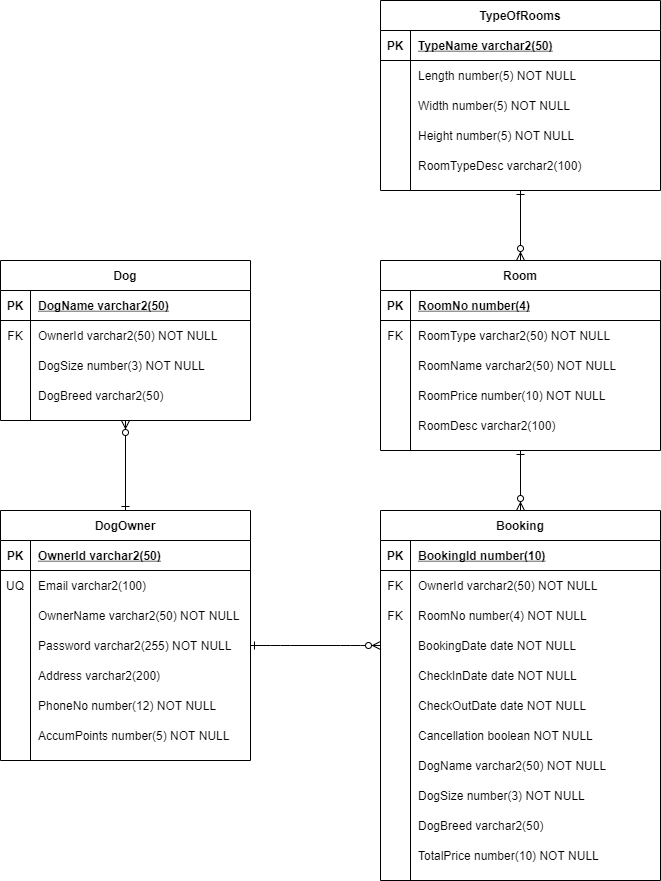 TypeOfRooms
PK TypeName varchar2(50)
Length number(5) NOT NULL
Width number(5) NOT NULL
Height number(5) NOT NULL
RoomTypeDesc varchar2(100)
Dog
PK DogName varchar2(50)
FK OwnerId varchar2(50) NOT NULL
DogSize number(3) NOT NULL
DogBreed varchar2(50)
Room
PK RoomNo number(4)
FK RoomType varchar2(50) NOT NULL
RoomName varchar2(50) NOT NULL
RoomPrice number(10) NOT NULL
RoomDesc varchar2(100)
DogOwner
PK OwnerId varchar2(50)
UQ Email varchar2(100)
OwnerName varchar2(50) NOT NULL
Password varchar2(255) NOT NULL
Address varchar2(200)
PhoneNo number(12) NOT NULL
AccumPoints number(5) NOT NULL
Booking
PK BookingId number(10)
FK OwnerId varchar2(50) NOT NULL
FK RoomNo number(4) NOT NULL
BookingDate date NOT NULL
CheckInDate date NOT NULL
CheckOutDate date NOT NULL
Cancellation boolean NOT NULL
DogName varchar2(50) NOT NULL
DogSize number(3) NOT NULL
DogBreed varchar2(50)
TotalPrice number(10) NOT NULL